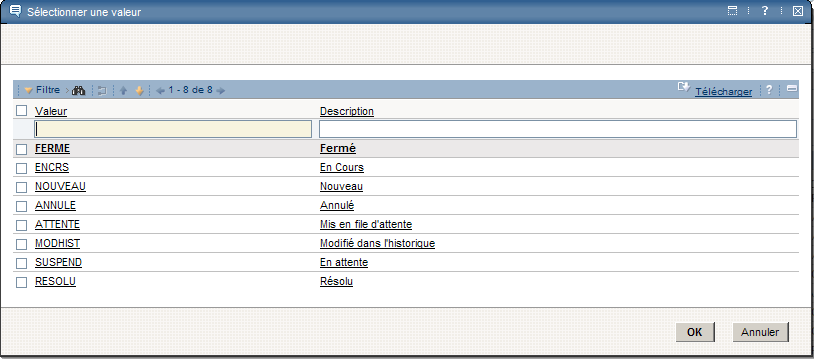 Sélectionner une valeur ?
Filtre 1 - 8 de 8 Télécharger ?
Valeur Description
FERME Fermé
ENCRS En Cours
NOUVEAU Nouveau
ANNULE Annulé
ATTENTE Mis en file d'attente
MODHIST Modifié dans l'historique
SUSPEND En attente
RESOLU Résolu
OK Annuler